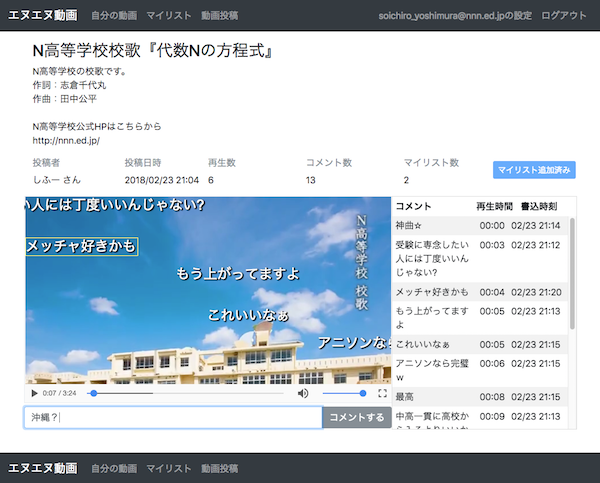 エヌエヌ動画 自分の動画 マイリスト 動画投稿 soichiro_yoshimura@nnn.ed.jpの設定 ログアウト
N高等学校校歌『代数Nの方程式』
N高等学校の校歌です。
作詞：志倉千代丸
作曲：田中公平
N高等学校公式HPはこちらから
http://nnn.ed.jp/
投稿者 投稿日時 再生数 コメント数 マイリスト数
しふー さん 2018/02/23 21:04 6 13 2
マイリスト追加済み
い人には丁度いいんじゃない?
メッチャ好きかも
もう上がってますよ
これいいなぁ
アニソンなら
N高等学校 校歌
0:07 / 3:24
沖縄？
コメントする
コメント 再生時間 書込時刻
神曲☆ 00:00 02/23 21:14
受験に専念したい 00:03 02/23 21:12
人には丁度いいん
じゃない?
メッチャ好きかも 00:04 02/23 21:20
もう上がってます 00:05 02/23 21:13
よ
これいいなぁ 00:05 02/23 21:15
アニソンなら完璧 00:06 02/23 21:15
w
最高 00:08 02/23 21:15
中高一貫に高校か 00:09 02/23 21:13
エヌエヌ動画 自分の動画 マイリスト 動画投稿